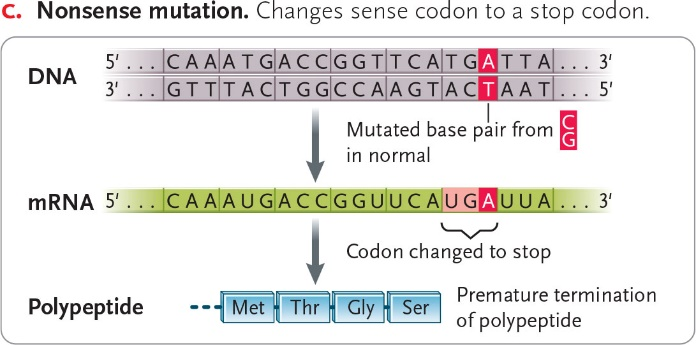 C. Nonsense mutation. Changes sense codon to a stop codon.
5' . . . C A A A T G A C C G G T T C A T G A T T A . . . 3'
DNA
3' . . . G T T T A C T G G C C A A G T A C T A A T . . . 5'
Mutated base pair from C
G
in normal
mRNA 5' . . . C A A A U G A C C G G U U C A U G A U U A . . . 3'
Codon changed to stop
Polypeptide Met Thr Gly Ser Premature termination
of polypeptide